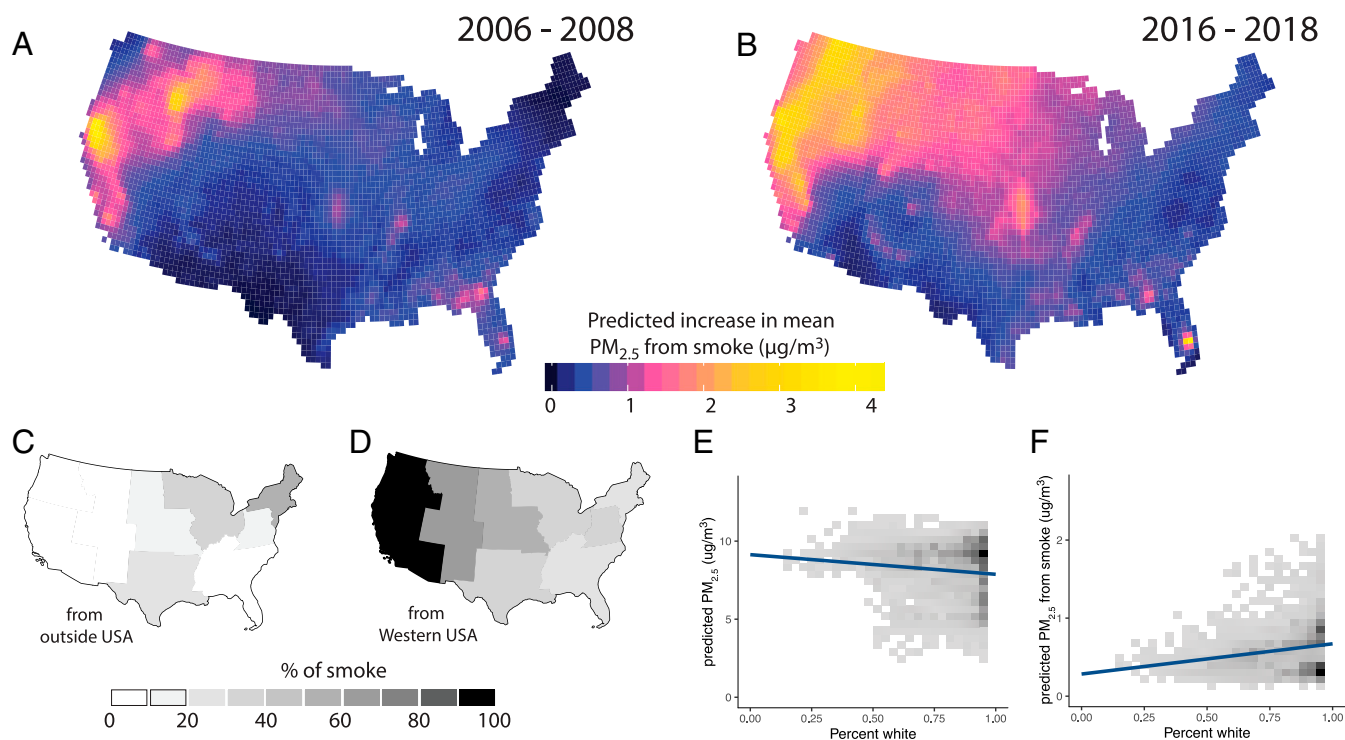 A
2006 - 2008
B
2016 - 2018
Predicted increase in mean
PM2.5 from smoke (μg/m³)
0 1 2 3 4
C
from
outside USA
D
from
Western USA
% of smoke
0 20 40 60 80 100
E
predicted PM2.5 (ug/m³)
10
5
0
0.00 0.25 0.50 0.75 1.00
Percent white
F
predicted PM2.5 from smoke (ug/m³)
2
1
0
0.00 0.25 0.50 0.75 1.00
Percent white